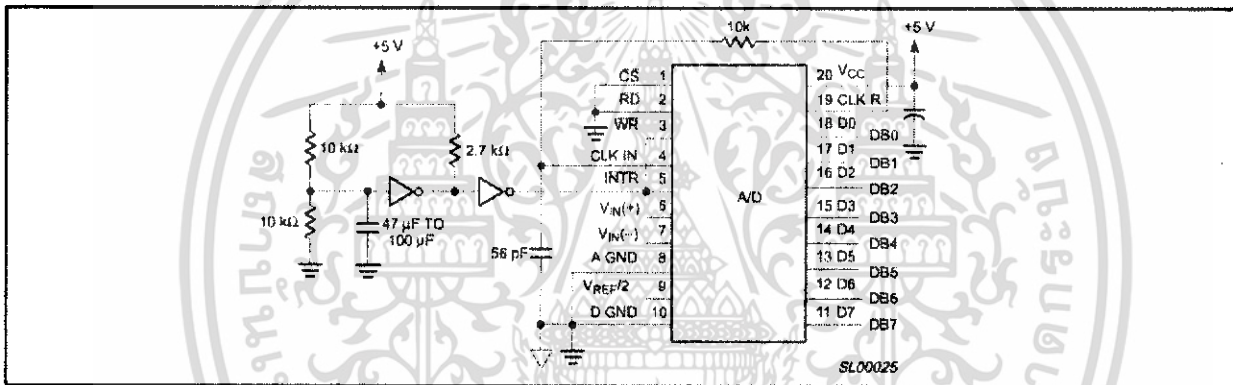 10k
+5 V
+5 V
10 kΩ
10 kΩ
2.7 kΩ
47 µF TO
100 µF
56 pF
CS 1
RD 2
WR 3
CLK IN 4
INTR 5
VIN(+) 6
VIN(–) 7
A GND 8
VREF/2 9
D GND 10
A/D
20 VCC
19 CLK R
18 D0
DB0
17 D1
DB1
16 D2
DB2
15 D3
DB3
14 D4
DB4
13 D5
DB5
12 D6
DB6
11 D7
DB7
SL00025